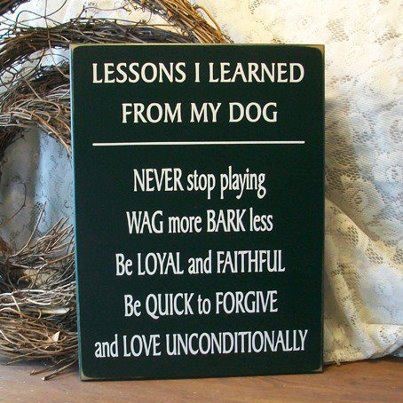 LESSONS I LEARNED
FROM MY DOG
NEVER stop playing
WAG more BARK less
Be LOYAL and FAITHFUL
Be QUICK to FORGIVE
and LOVE UNCONDITIONALLY